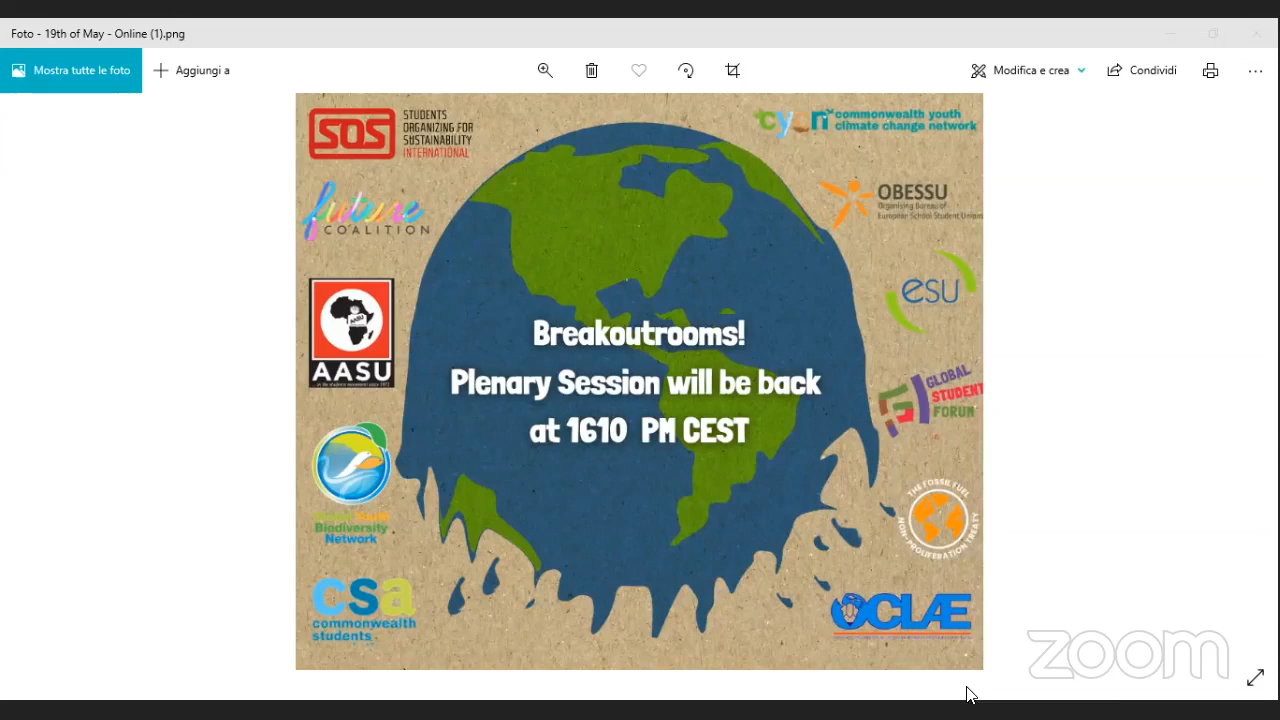 Foto - 19th of May - Online (1).png
Mostra tutte le foto
Aggiungi a
Modifica e crea
Condividi
SOS
STUDENTS
ORGANIZING FOR
SUSTAINABILITY
INTERNATIONAL
commonwealth youth
climate change network
future
COALITION
OBESSU
Organising Bureau of
European School Student Unions
AASU
AASU
esu
Breakoutrooms!
Plenary Session will be back
at 1610 PM CEST
GLOBAL
STUDENT
FORUM
Biodiversity
Network
THE FOSSIL FUEL
NON-PROLIFERATION TREATY
csa
commonwealth
students
OCLAE
zoom